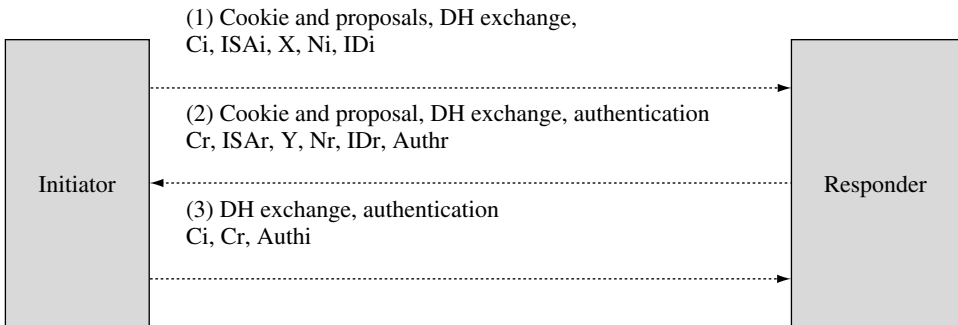 (1) Cookie and proposals, DH exchange,
Ci, ISAi, X, Ni, IDi
(2) Cookie and proposal, DH exchange, authentication
Cr, ISAr, Y, Nr, IDr, Authr
Initiator
Responder
(3) DH exchange, authentication
Ci, Cr, Authi